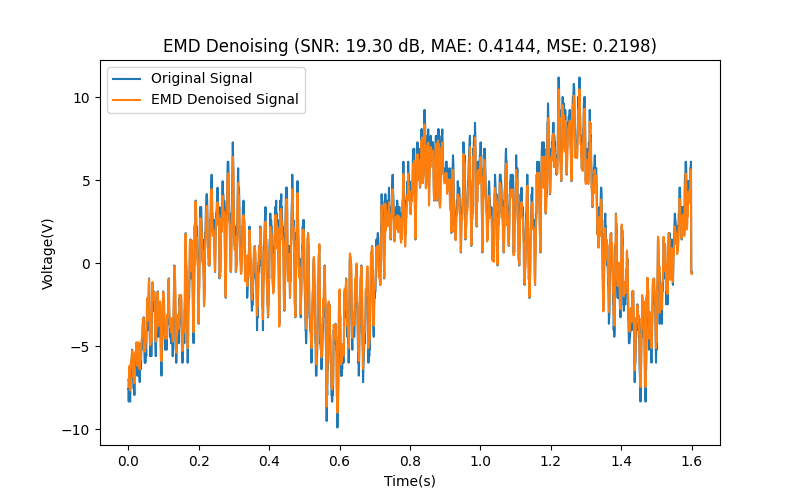 EMD Denoising (SNR: 19.30 dB, MAE: 0.4144, MSE: 0.2198)
Original Signal
EMD Denoised Signal
10
5
0
−5
−10
Voltage(V)
0.0 0.2 0.4 0.6 0.8 1.0 1.2 1.4 1.6
Time(s)